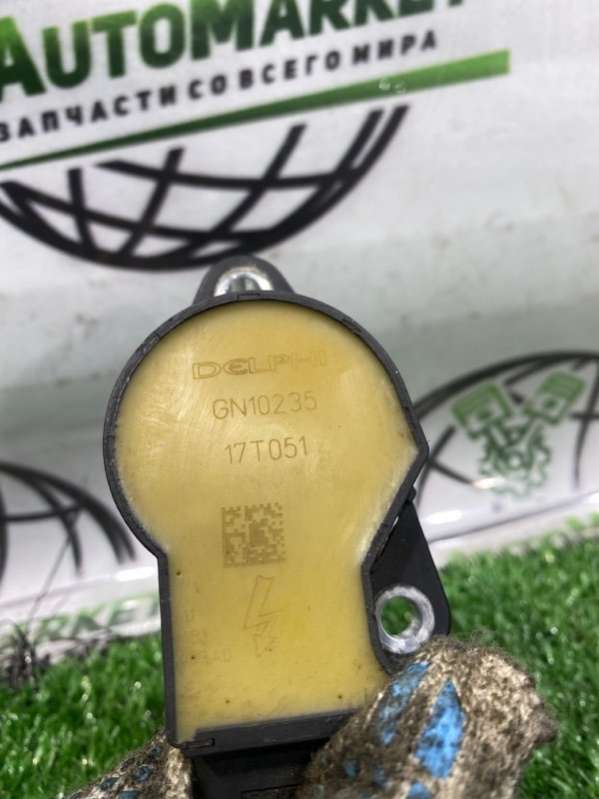 AUTOMARKET
ЗАПЧАСТИ СО ВСЕГО МИРА
DELPHI
GN10235
17T051